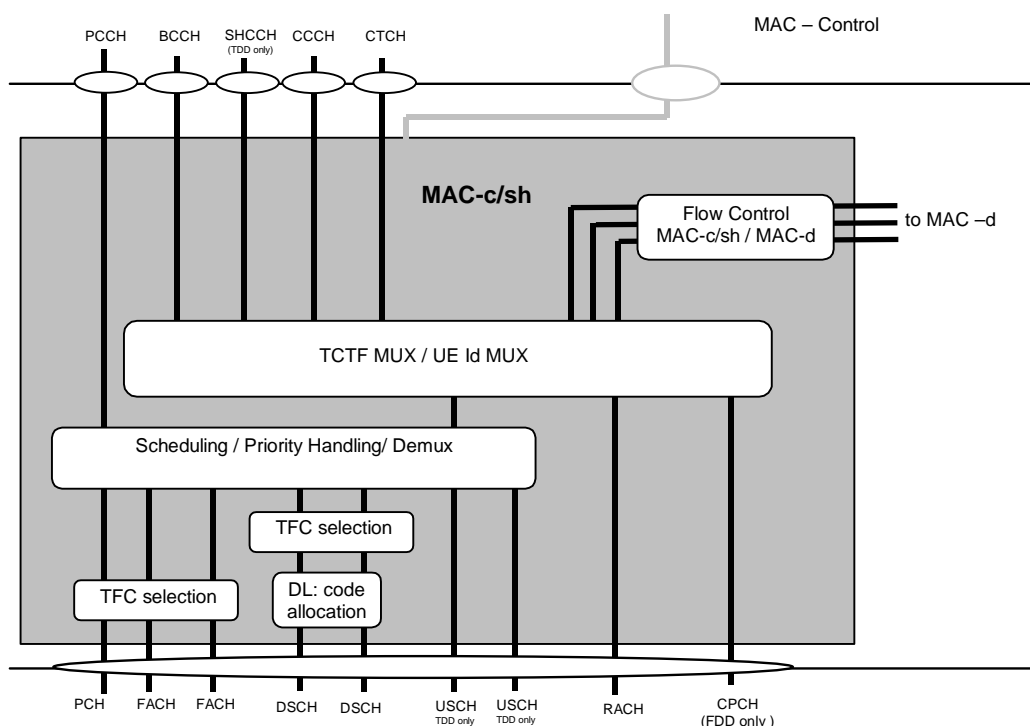 MAC – Control
PCCH BCCH SHCCH CCCH CTCH
(TDD only)
MAC-c/sh
Flow Control
MAC-c/sh / MAC-d
to MAC –d
TCTF MUX / UE Id MUX
Scheduling / Priority Handling/ Demux
TFC selection
TFC selection
DL: code
allocation
PCH FACH FACH DSCH DSCH USCH USCH RACH CPCH
TDD only TDD only (FDD only )